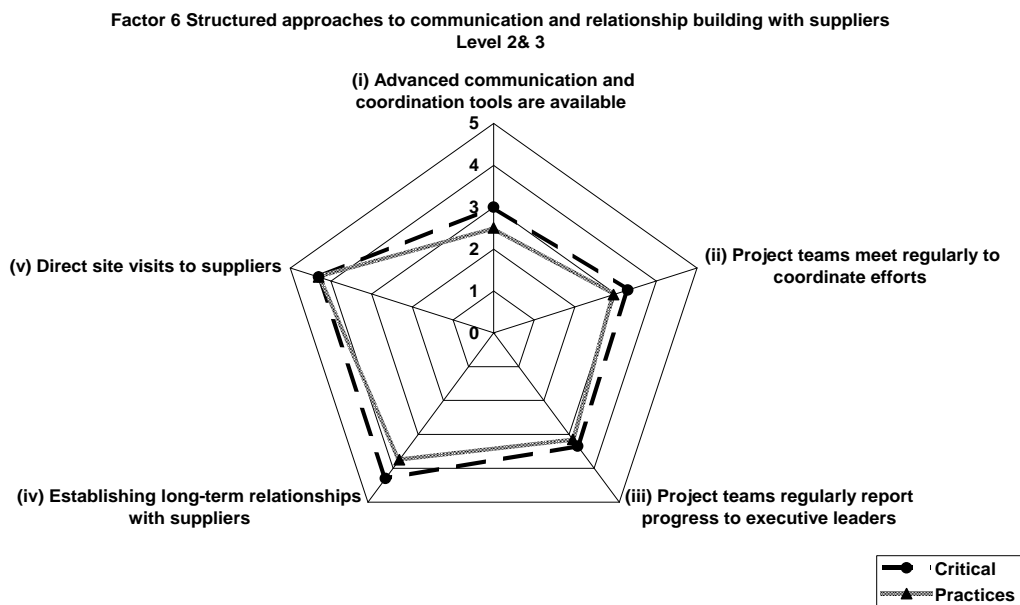 Factor 6 Structured approaches to communication and relationship building with suppliers
Level 2& 3
(i) Advanced communication and
coordination tools are available
5
4
3
2
1
0
(v) Direct site visits to suppliers
(ii) Project teams meet regularly to
coordinate efforts
(iv) Establishing long-term relationships
with suppliers
(iii) Project teams regularly report
progress to executive leaders
Critical
Practices